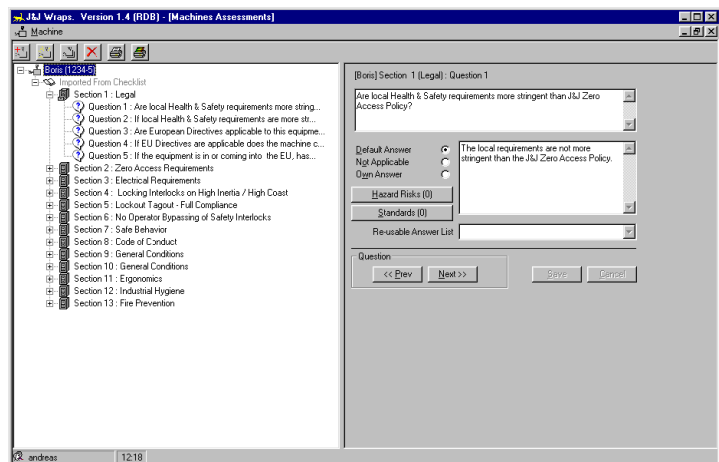 J&J Wraps. Version 1.4 (RDB) - [Machines Assessments]
Machine
Boris (1234-5)
Imported From Checklist
Section 1 : Legal
Question 1 : Are local Health & Safety requirements more string...
Question 2 : If local Health & Safety requirements are more str...
Question 3 : Are European Directives applicable to this equipme...
Question 4 : If EU Directives are applicable does the machine c...
Question 5 : If the equipment is in or coming into the EU, has...
Section 2 : Zero Access Requirements
Section 3 : Electrical Requirements
Section 4 : Locking Interlocks on High Inertia / High Coast
Section 5 : Lockout Tagout - Full Compliance
Section 6 : No Operator Bypassing of Safety Interlocks
Section 7 : Safe Behavior
Section 8 : Code of Conduct
Section 9 : General Conditions
Section 10 : General Conditions
Section 11 : Ergonomics
Section 12 : Industrial Hygiene
Section 13 : Fire Prevention
[Boris] Section 1 (Legal) : Question 1
Are local Health & Safety requirements more stringent than J&J Zero
Access Policy?
Default Answer
Not Applicable
Own Answer
The local requirements are not more
stringent than the J&J Zero Access Policy.
Hazard Risks (0)
Standards (0)
Re-usable Answer List
Question
<< Prev
Next >>
Save
Cancel
andreas
12:18